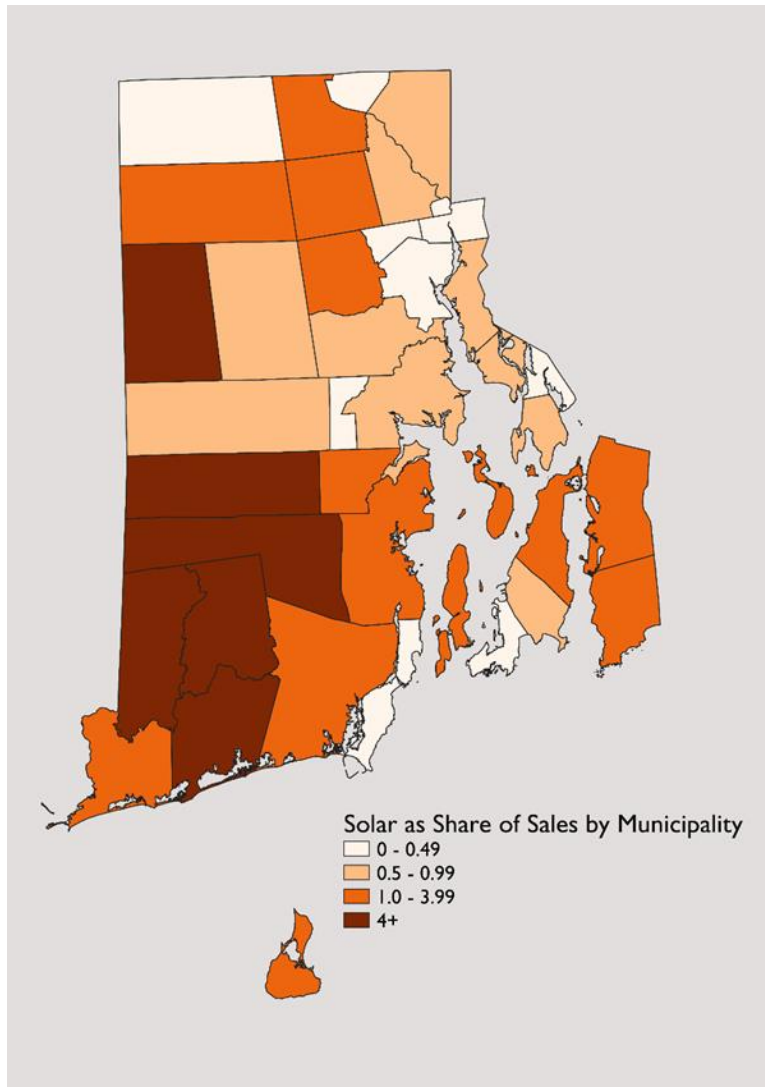 Solar as Share of Sales by Municipality
0 - 0.49
0.5 - 0.99
1.0 - 3.99
4+